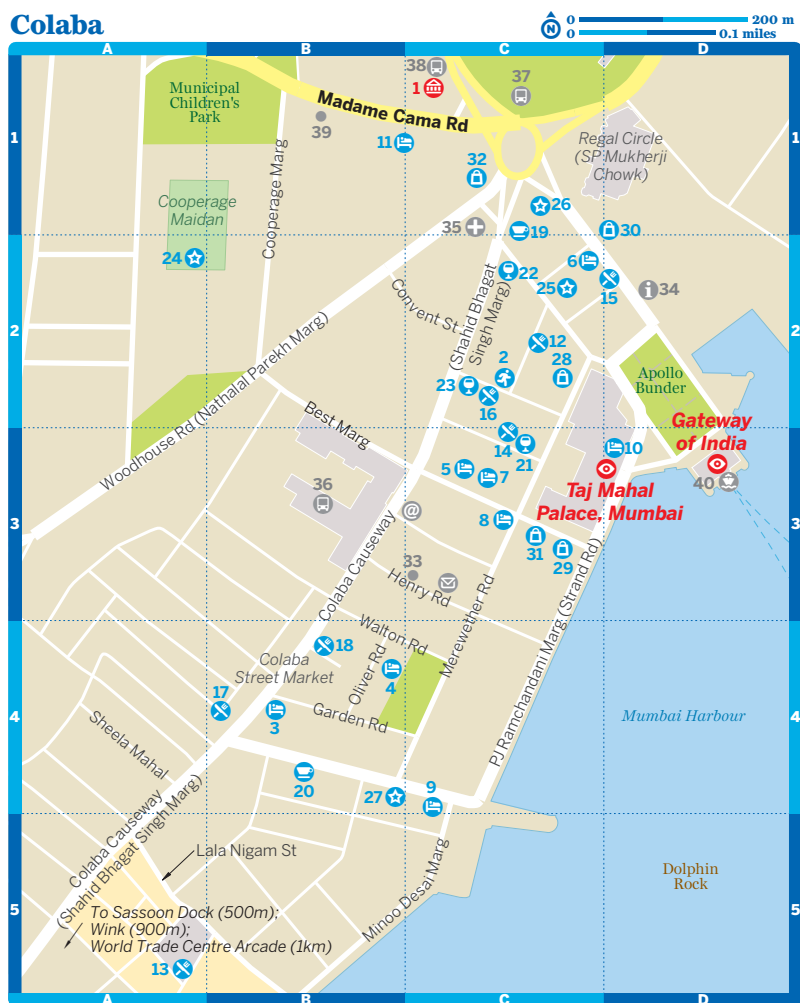 Colaba
N
0 200 m
0 0.1 miles
A B C D
1
Municipal
Children's
Park
38
1
37
Madame Cama Rd
39
11
Regal Circle
(SP Mukherji
Chowk)
32
Cooperage Marg
Cooperage
Maidan
26
35
19
30
24
6
22
25
15
34
Convent St
(Shahid Bhagat
Singh Marg)
2
2
12
2
28
Woodhouse Rd (Nathalal Parekh Marg)
23
16
Apollo
Bunder
Best Marg
Gateway
of India
14
21
10
5
7
40
Taj Mahal
Palace, Mumbai
36
@
8
3
3
31
29
Colaba Causeway
33
Henry Rd
Merewether Rd
PJ Ramchandani Marg (Strand Rd)
Walton Rd
18
Colaba
Street Market
Oliver Rd
4
17
3
Garden Rd
4
4
Mumbai Harbour
Sheela Mahal
20
27
9
Colaba Causeway
(Shahid Bhagat Singh Marg)
Lala Nigam St
Minoo Desai Marg
Dolphin
Rock
5
5
To Sassoon Dock (500m);
Wink (900m);
World Trade Centre Arcade (1km)
13
A B C D
1